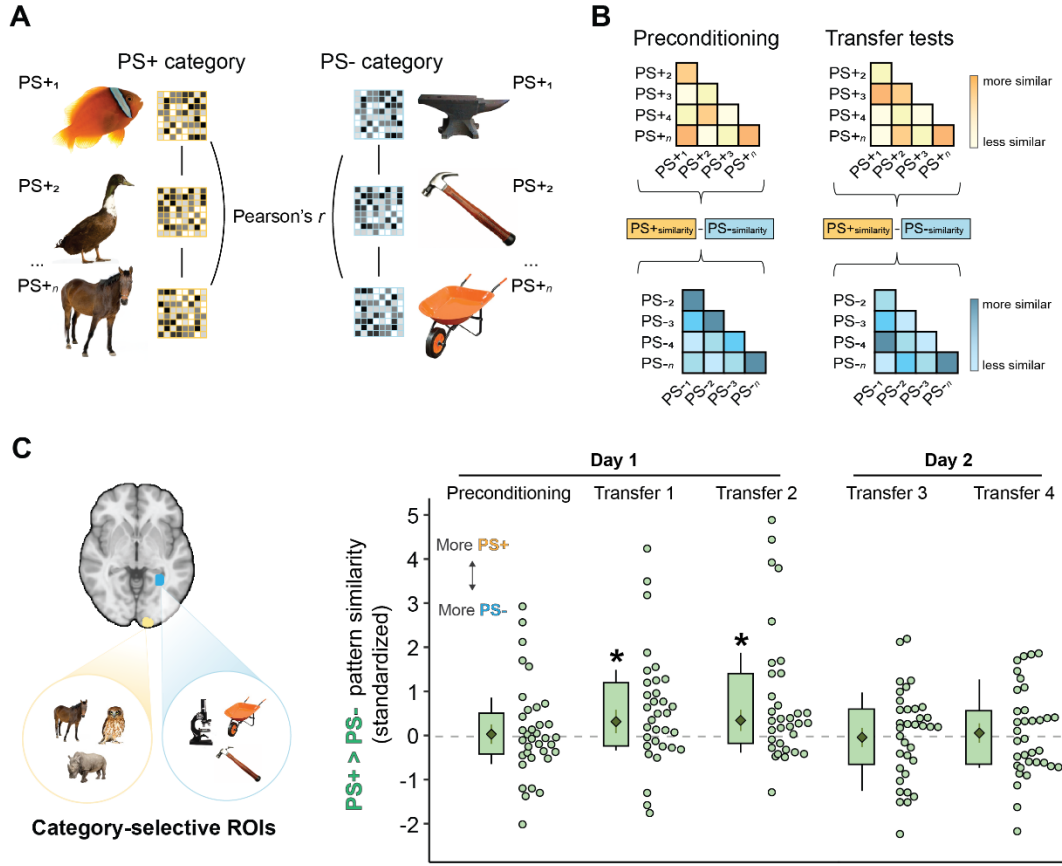 A
PS+ category
PS- category
PS+₁
PS+₂
...
PS+ₙ
Pearson's r
PS+₁
PS+₂
...
PS+ₙ
B
Preconditioning
Transfer tests
PS+₂
PS+₃
PS+₄
PS+ₙ
PS+₁
PS+₂
PS+₃
PS+ₙ
PS+₂
PS+₃
PS+₄
PS+ₙ
PS+₁
PS+₂
PS+₃
PS+ₙ
more similar
less similar
PS+similarity - PS-similarity
PS+similarity - PS-similarity
PS-₂
PS-₃
PS-₄
PS-ₙ
PS-₁
PS-₂
PS-₃
PS-ₙ
PS-₂
PS-₃
PS-₄
PS-ₙ
PS-₁
PS-₂
PS-₃
PS-ₙ
more similar
less similar
C
Category-selective ROIs
Day 1
Day 2
Preconditioning
Transfer 1
Transfer 2
Transfer 3
Transfer 4
PS+ > PS- pattern similarity
(standardized)
More PS+
More PS-
5
4
3
2
1
0
-1
-2
*
*